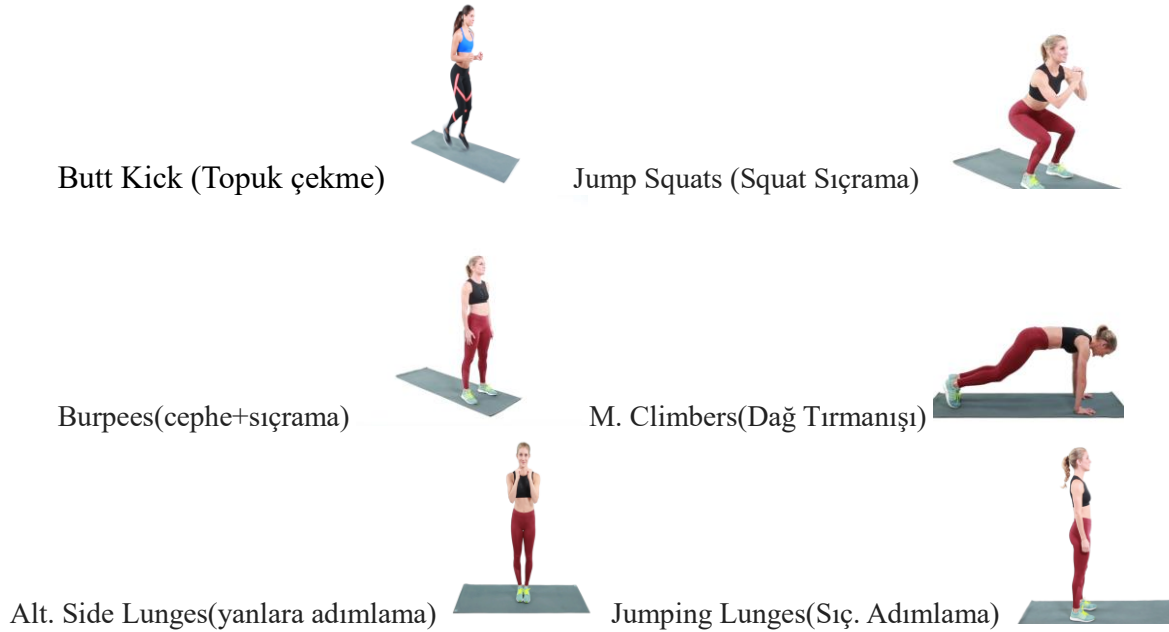 Butt Kick (Topuk çekme)
Jump Squats (Squat Sıçrama)
Burpees(cephe+sıçrama)
M. Climbers(Dağ Tırmanışı)
Alt. Side Lunges(yanlara adımlama)
Jumping Lunges(Sıç. Adımlama)